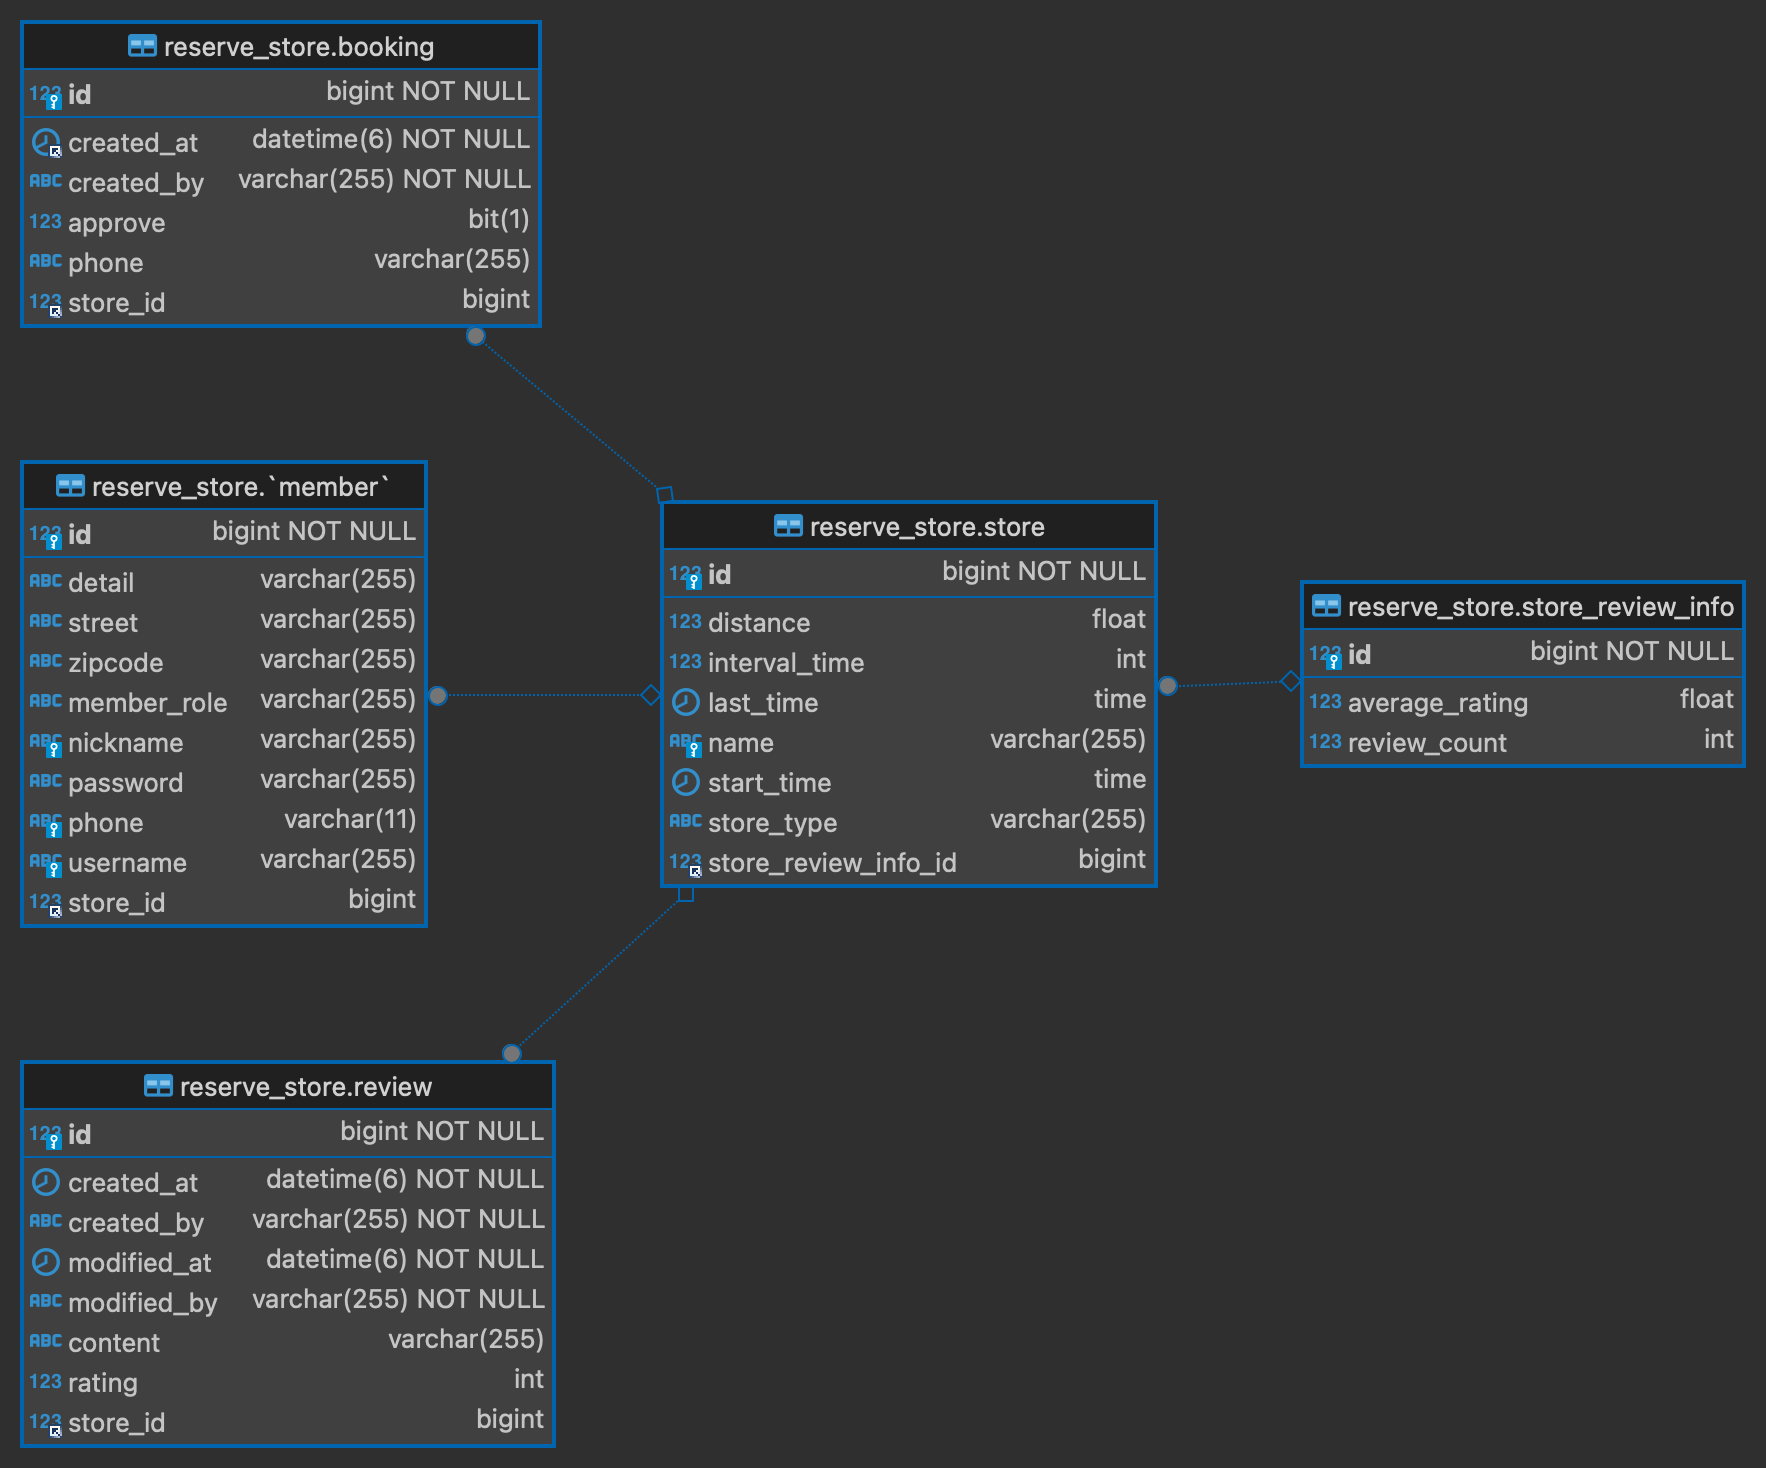 reserve_store.booking
123 id bigint NOT NULL
created_at datetime(6) NOT NULL
ABC created_by varchar(255) NOT NULL
123 approve bit(1)
ABC phone varchar(255)
123 store_id bigint
reserve_store.`member`
123 id bigint NOT NULL
ABC detail varchar(255)
ABC street varchar(255)
ABC zipcode varchar(255)
ABC member_role varchar(255)
ABC nickname varchar(255)
ABC password varchar(255)
ABC phone varchar(11)
ABC username varchar(255)
123 store_id bigint
reserve_store.store
123 id bigint NOT NULL
123 distance float
123 interval_time int
last_time time
ABC name varchar(255)
start_time time
ABC store_type varchar(255)
123 store_review_info_id bigint
reserve_store.store_review_info
123 id bigint NOT NULL
123 average_rating float
123 review_count int
reserve_store.review
123 id bigint NOT NULL
created_at datetime(6) NOT NULL
ABC created_by varchar(255) NOT NULL
modified_at datetime(6) NOT NULL
ABC modified_by varchar(255) NOT NULL
ABC content varchar(255)
123 rating int
123 store_id bigint